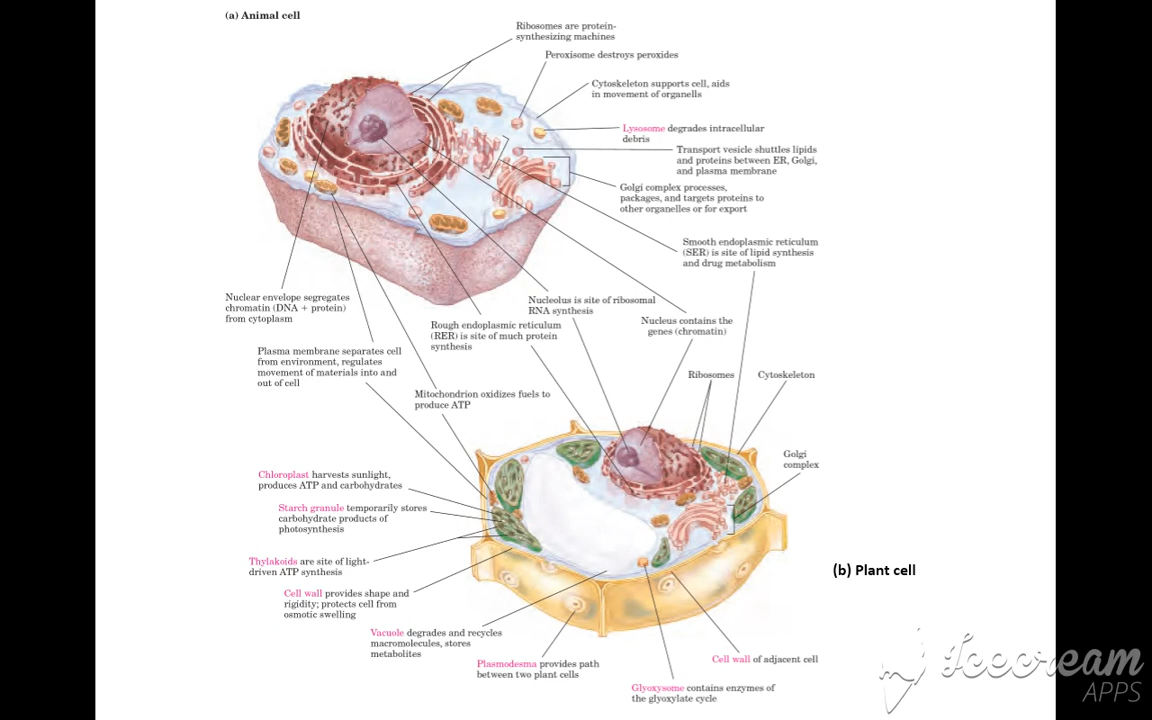 (a) Animal cell
Ribosomes are protein-
synthesizing machines
Peroxisome destroys peroxides
Cytoskeleton supports cell, aids
in movement of organells
Lysosome degrades intracellular
debris
Transport vesicle shuttles lipids
and proteins between ER, Golgi,
and plasma membrane
Golgi complex processes,
packages, and targets proteins to
other organelles or for export
Smooth endoplasmic reticulum
(SER) is site of lipid synthesis
and drug metabolism
Nuclear envelope segregates
chromatin (DNA + protein)
from cytoplasm
Nucleolus is site of ribosomal
RNA synthesis
Nucleus contains the
genes (chromatin)
Rough endoplasmic reticulum
(RER) is site of much protein
synthesis
Plasma membrane separates cell
from environment, regulates
movement of materials into and
out of cell
Mitochondrion oxidizes fuels to
produce ATP
Ribosomes
Cytoskeleton
Golgi
complex
Chloroplast harvests sunlight,
produces ATP and carbohydrates
Starch granule temporarily stores
carbohydrate products of
photosynthesis
Thylakoids are site of light-
driven ATP synthesis
Cell wall provides shape and
rigidity; protects cell from
osmotic swelling
Vacuole degrades and recycles
macromolecules, stores
metabolites
Plasmodesma provides path
between two plant cells
Glyoxysome contains enzymes of
the glyoxylate cycle
Cell wall of adjacent cell
(b) Plant cell
Icecream
APPS